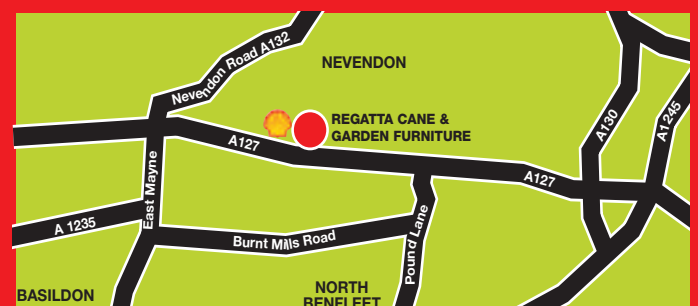 Nevendon Road A132
NEVENDON
REGATTA CANE &
GARDEN FURNITURE
A127
A130
A1245
A127
East Mayne
A 1235
Burnt Mills Road
Pound Lane
BASILDON
NORTH
BENFLEET